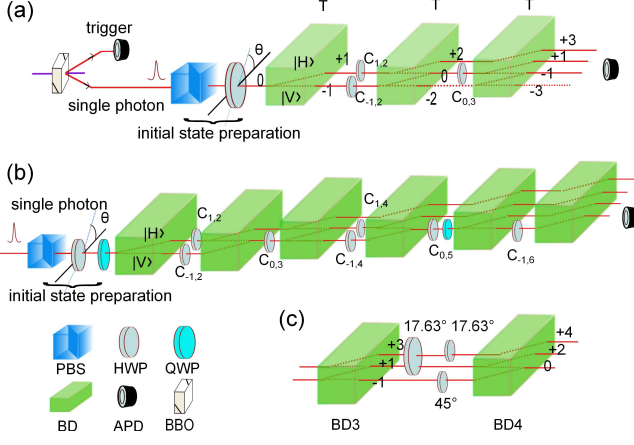 (a)
T T T
trigger
θ
single photon
initial state preparation
0
|H⟩
|V⟩
+1
-1
C1,2
C-1,2
+2
0
-2
C0,3
+3
+1
-1
-3
(b)
single photon
θ
initial state preparation
|H⟩
|V⟩
C1,2
C-1,2
C0,3
C1,4
C-1,4
C0,5
C-1,6
PBS HWP QWP
BD APD BBO
(c)
17.63° 17.63°
+3
+1
-1
45°
+4
+2
0
BD3 BD4